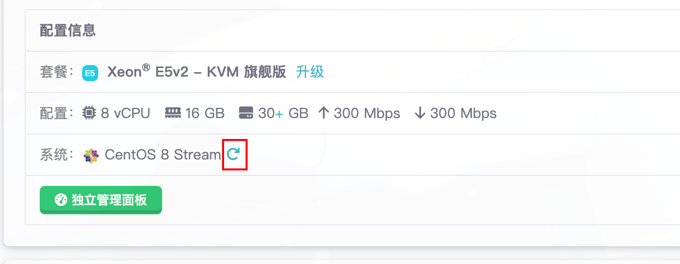 配置信息
套餐： E5 Xeon® E5v2 - KVM 旗舰版 升级
配置： 8 vCPU 16 GB 30+ GB 300 Mbps 300 Mbps
系统： CentOS 8 Stream
独立管理面板